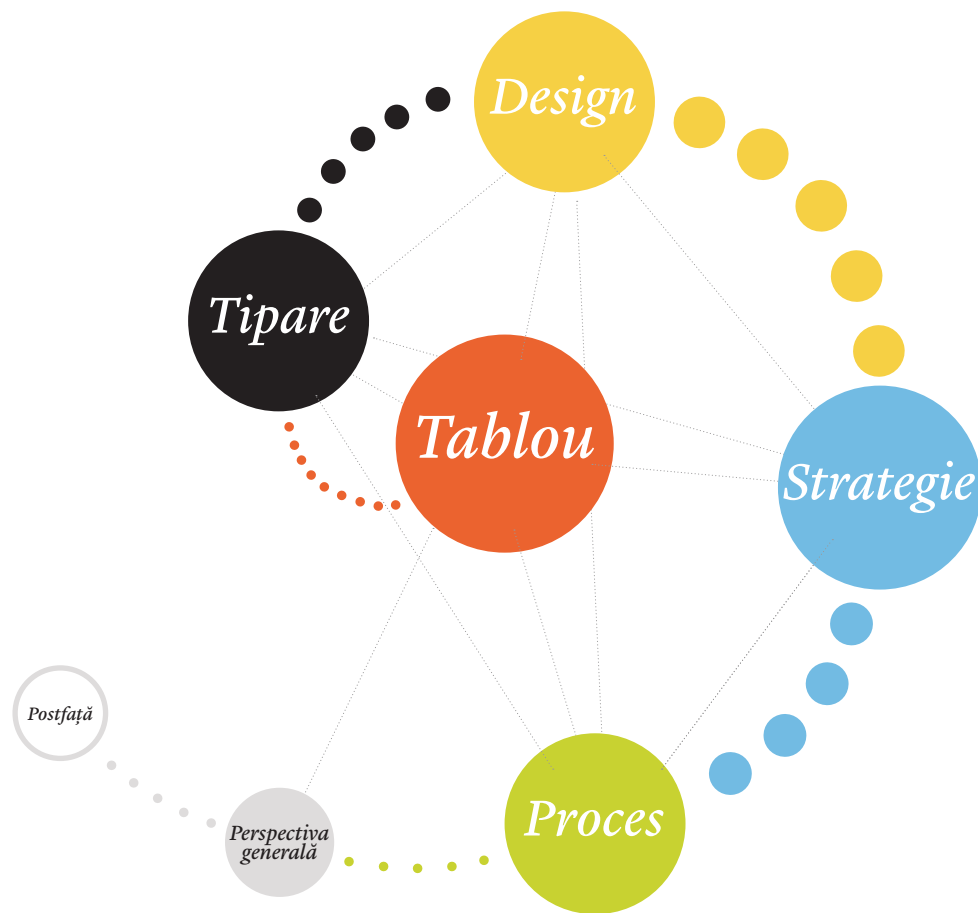 Design
Tipare
Tablou
Strategie
Postfață
Proces
Perspectiva
generală